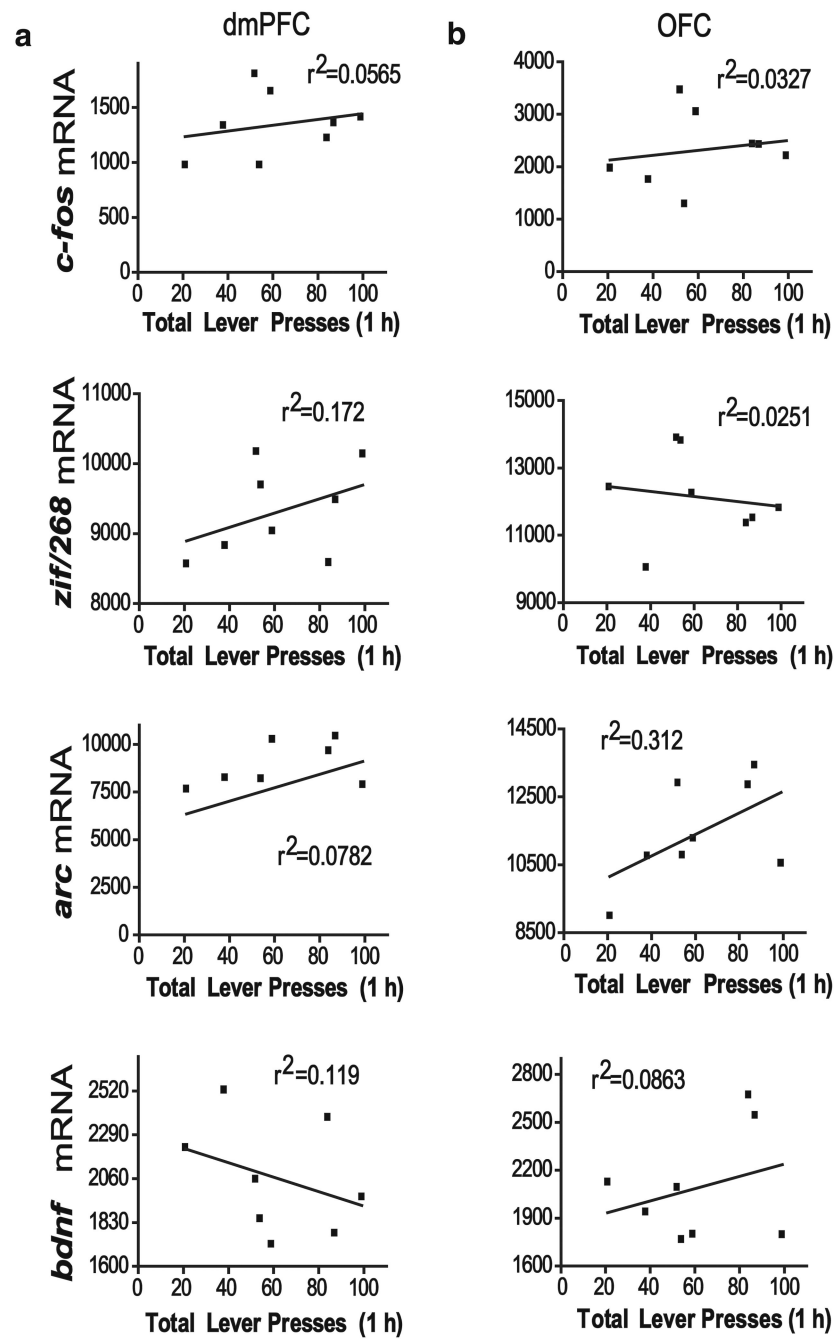 a
dmPFC
c-fos mRNA
r2=0.0565
1500
1000
500
0
0 20 40 60 80 100
Total Lever Presses (1 h)
b
OFC
r2=0.0327
4000
3000
2000
1000
0
0 20 40 60 80 100
Total Lever Presses (1 h)
zif/268 mRNA
r2=0.172
11000
10000
9000
8000
0 20 40 60 80 100
Total Lever Presses (1 h)
r2=0.0251
15000
13000
11000
9000
0 20 40 60 80 100
Total Lever Presses (1 h)
arc mRNA
10000
7500
5000
2500
0
r2=0.0782
0 20 40 60 80 100
Total Lever Presses (1 h)
r2=0.312
14500
12500
10500
8500
0 20 40 60 80 100
Total Lever Presses (1 h)
bdnf mRNA
r2=0.119
2520
2290
2060
1830
1600
0 20 40 60 80 100
Total Lever Presses (1 h)
r2=0.0863
2800
2500
2200
1900
1600
0 20 40 60 80 100
Total Lever Presses (1 h)